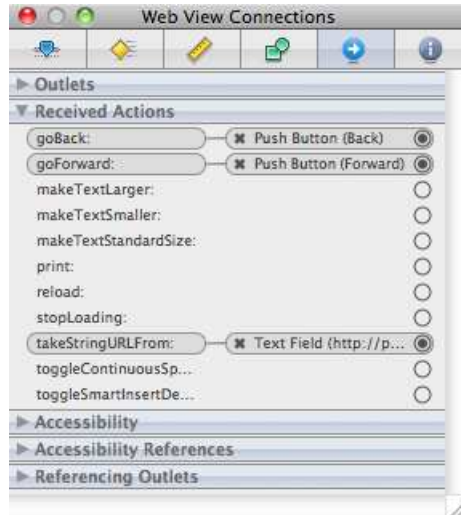 Web View Connections
Outlets
Received Actions
goBack: Push Button (Back)
goForward: Push Button (Forward)
makeTextLarger:
makeTextSmaller:
makeTextStandardSize:
print:
reload:
stopLoading:
takeStringURLFrom: Text Field (http://p...
toggleContinuousSp...
toggleSmartInsertDe...
Accessibility
Accessibility References
Referencing Outlets